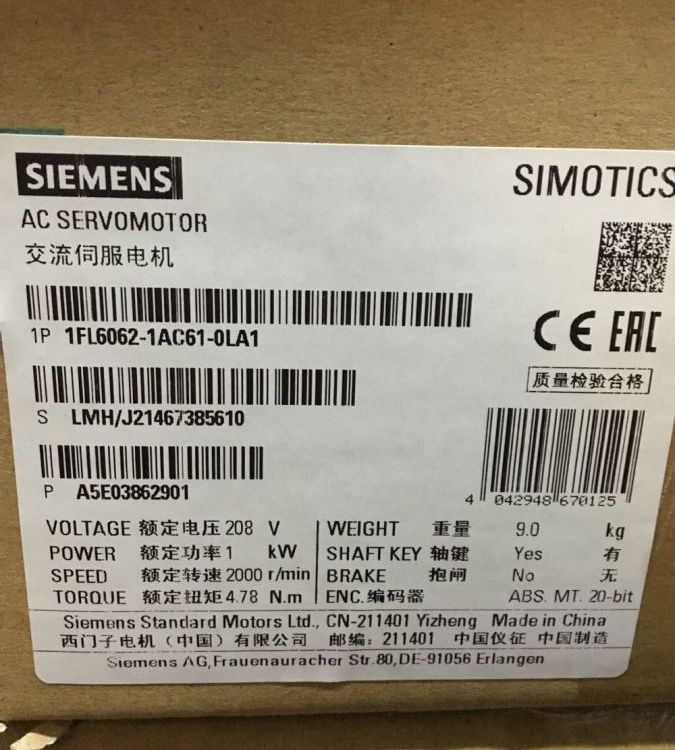 SIEMENS
SIMOTICS
AC SERVOMOTOR
交流伺服电机
1P 1FL6062-1AC61-0LA1
CE EAC
质量检验合格
S LMH/J21467385610
P A5E03862901
4 042948 670125
VOLTAGE 额定电压 208 V WEIGHT 重量 9.0 kg
POWER 额定功率 1 kW SHAFT KEY 轴键 Yes 有
SPEED 额定转速 2000 r/min BRAKE 抱闸 No 无
TORQUE 额定扭矩 4.78 N.m ENC.编码器 ABS. MT. 20-bit
Siemens Standard Motors Ltd., CN-211401 Yizheng Made in China
西门子电机（中国）有限公司 邮编：211401 中国仪征 中国制造
Siemens AG,Frauenauracher Str.80,DE-91056 Erlangen